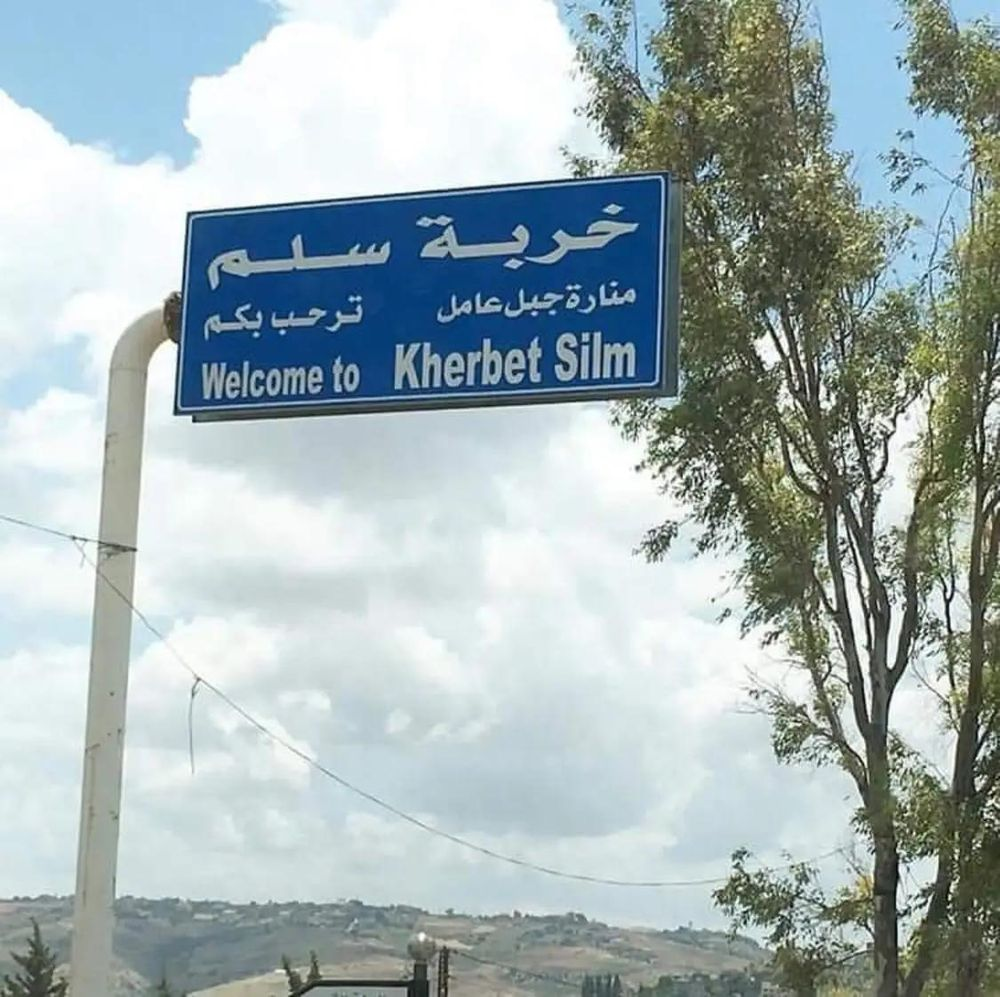 خربة سلم
منارة جبل عامل ترحب بكم
Welcome to Kherbet Silm